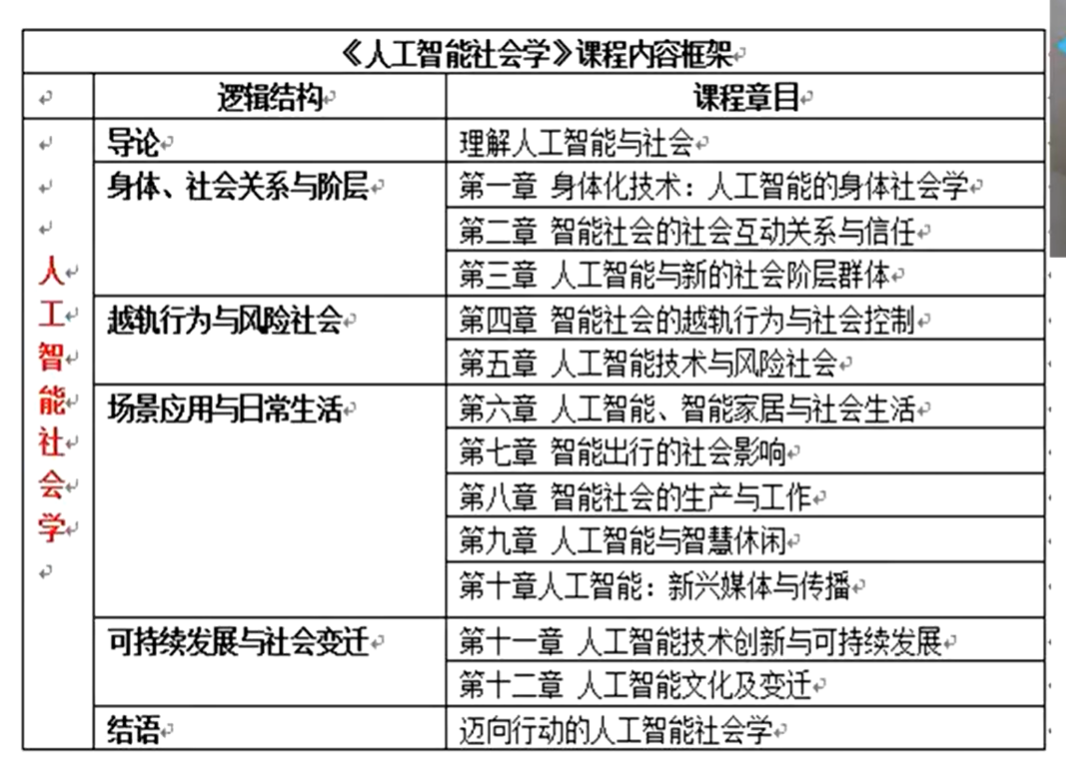 《人工智能社会学》课程内容框架
逻辑结构 课程章目
人工智能社会学
导论 理解人工智能与社会
身体、社会关系与阶层 第一章 身体化技术：人工智能的身体社会学
第二章 智能社会的社会互动关系与信任
第三章 人工智能与新的社会阶层群体
越轨行为与风险社会 第四章 智能社会的越轨行为与社会控制
第五章 人工智能技术与风险社会
场景应用与日常生活 第六章 人工智能、智能家居与社会生活
第七章 智能出行的社会影响
第八章 智能社会的生产与工作
第九章 人工智能与智慧休闲
第十章人工智能：新兴媒体与传播
可持续发展与社会变迁 第十一章 人工智能技术创新与可持续发展
第十二章 人工智能文化及变迁
结语 迈向行动的人工智能社会学